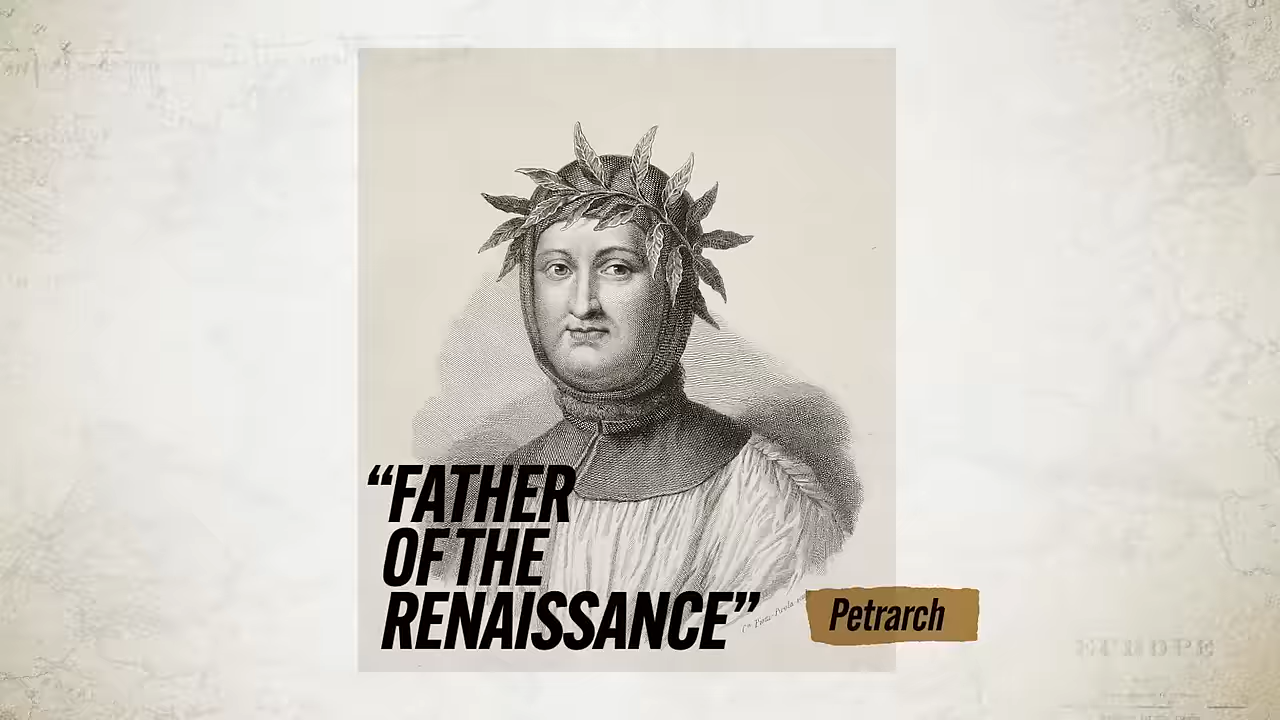 “FATHER
OF THE
RENAISSANCE”
Petrarch